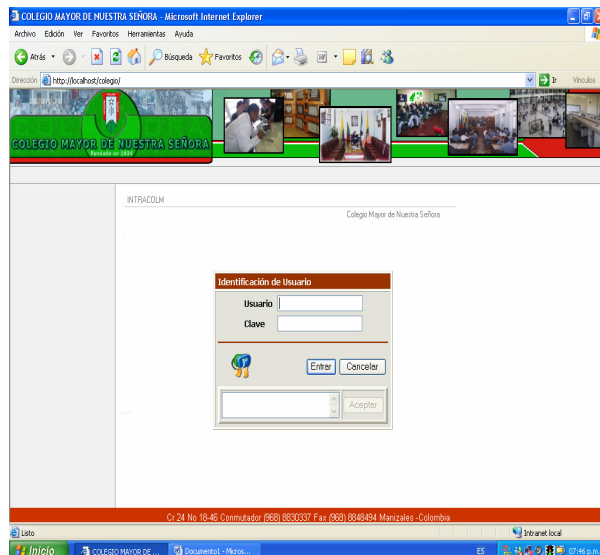 COLEGIO MAYOR DE NUESTRA SEÑORA - Microsoft Internet Explorer
Archivo Edición Ver Favoritos Herramientas Ayuda
Atrás Búsqueda Favoritos
Dirección http://localhost/colegio/ Ir Vínculos
COLEGIO MAYOR DE NUESTRA SEÑORA
Fundado en 1934
INTRACOLM
Colegio Mayor de Nuestra Señora
Identificación de Usuario
Usuario
Clave
Entrar Cancelar
Aceptar
Cr 24 No 18-46 Conmutador (968) 8830337 Fax (968) 8848494 Manizales -Colombia
Listo Intranet local
Inicio COLEGIO MAYOR DE ... Documento1 - Micros... ES 07:46 p.m.